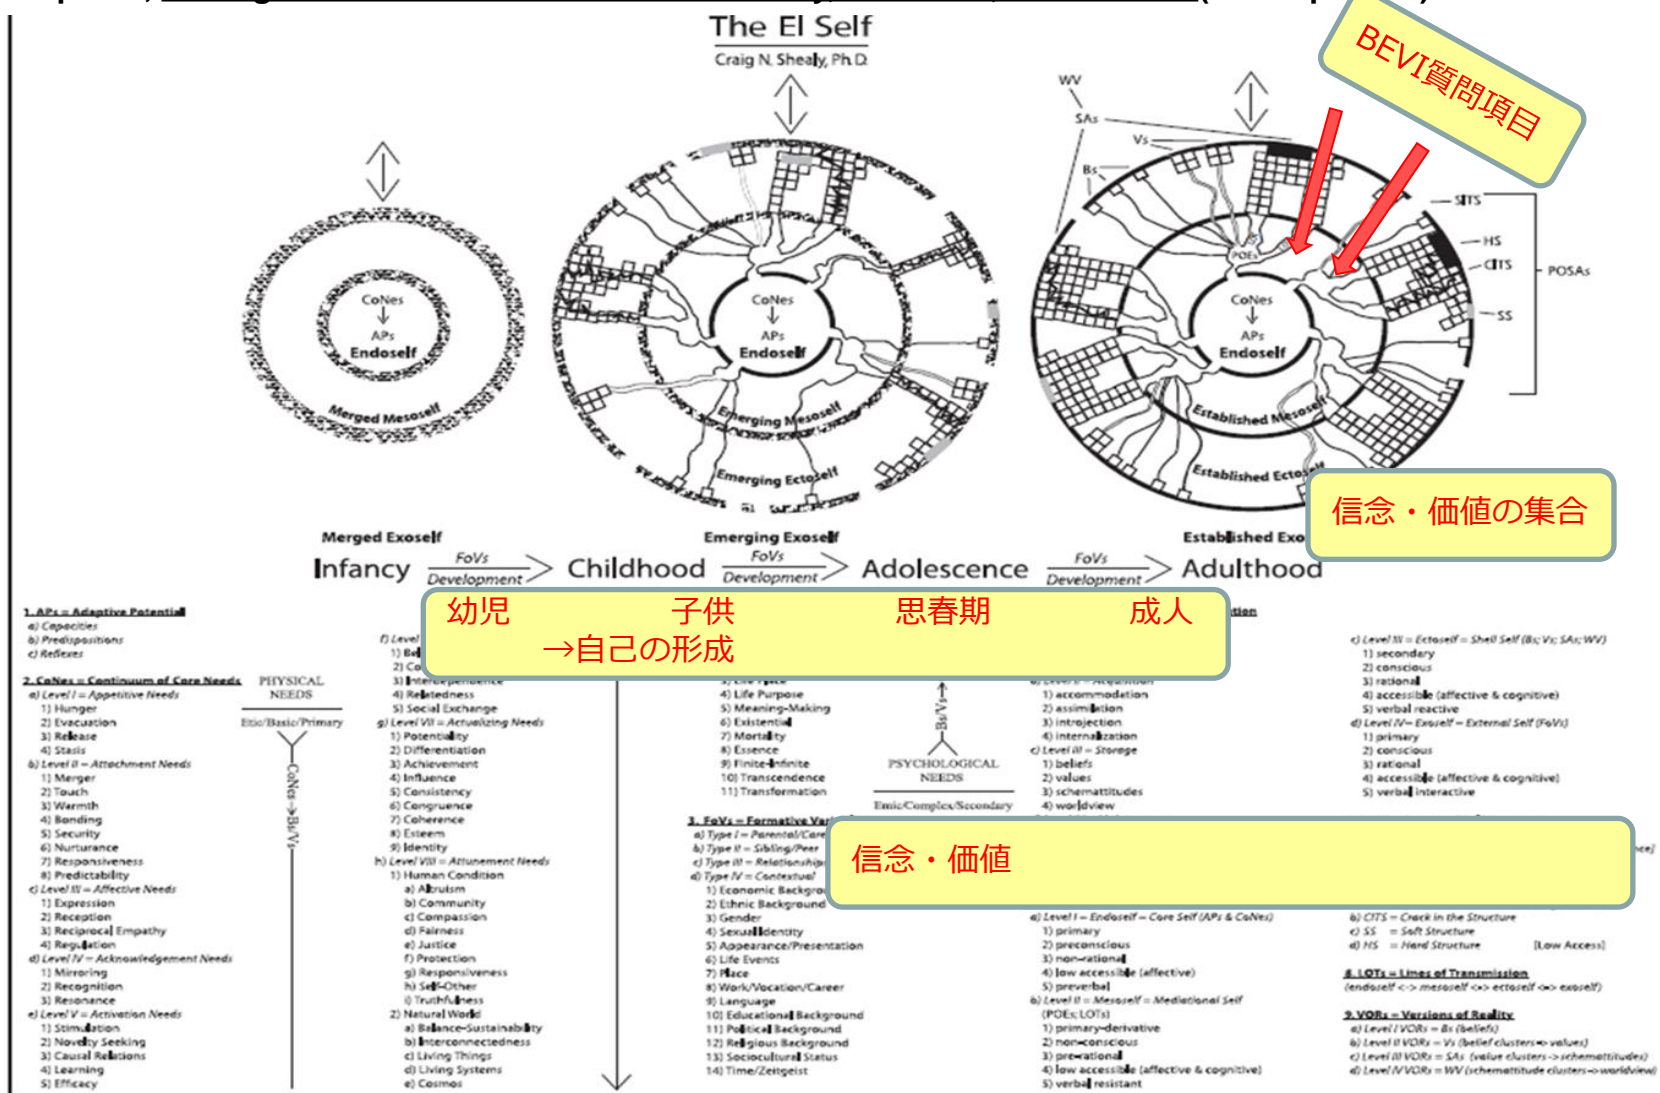 The EI Self
Craig N. Shealy, Ph.D.
BEVI質問項目
WV
SAs
Vs
Bs
SITS
HS
CITS
POSAs
SS
POEs
CoNes
APs
Endoself
Merged Mesoself
CoNes
APs
Endoself
Emerging Mesoself
Emerging Ectoself
CoNes
APs
Endoself
Established Mesoself
Established Ectoself
信念・価値の集合
Merged Exoself
Emerging Exoself
Established Exo
Infancy
FoVs
Development
Childhood
FoVs
Development
Adolescence
FoVs
Development
Adulthood
幼児 子供 思春期 成人
→自己の形成
1. APs = Adaptive Potential
a) Capacities
b) Predispositions
c) Reflexes
2. CoNes = Continuum of Core Needs
a) Level I = Appetitive Needs
1) Hunger
2) Evacuation
3) Release
4) Stasis
b) Level II = Attachment Needs
1) Merger
2) Touch
3) Warmth
4) Bonding
5) Security
6) Nurturance
7) Responsiveness
8) Predictability
c) Level III = Affective Needs
1) Expression
2) Reception
3) Reciprocal Empathy
4) Regulation
d) Level IV = Acknowledgement Needs
1) Mirroring
2) Recognition
3) Resonance
e) Level V = Activation Needs
1) Stimulation
2) Novelty Seeking
3) Causal Relations
4) Learning
5) Efficacy
PHYSICAL
NEEDS
Etic/Basic/Primary
CoNes→Bs/Vs
f) Level
3) Interdependence
4) Relatedness
5) Social Exchange
g) Level VII = Actualizing Needs
1) Potentiality
2) Differentiation
3) Achievement
4) Influence
5) Consistency
6) Congruence
7) Coherence
8) Esteem
9) Identity
h) Level VIII = Attunement Needs
1) Human Condition
a) Altruism
b) Community
c) Compassion
d) Fairness
e) Justice
f) Protection
g) Responsiveness
h) Self-Other
i) Truthfulness
2) Natural World
a) Balance-Sustainability
b) Interconnectedness
c) Living Things
d) Living Systems
e) Cosmos
4) Life Purpose
5) Meaning-Making
6) Existential
7) Mortality
8) Essence
9) Finite-Infinite
10) Transcendence
11) Transformation
3. FoVs = Formative
a) Type I = Parental/Care
b) Type II = Sibling/Peer
c) Type III = Relationships
d) Type IV = Contextual
1) Economic Backgrou
2) Ethnic Background
3) Gender
4) Sexual Identity
5) Appearance/Presentation
6) Life Events
7) Place
8) Work/Vocation/Career
9) Language
10) Educational Background
11) Political Background
12) Religious Background
13) Sociocultural Status
14) Time/Zeitgeist
Bs/Vs
PSYCHOLOGICAL
NEEDS
Emic/Complex/Secondary
1) accommodation
2) assimilation
3) introjection
4) internalization
c) Level III = Storage
1) beliefs
2) values
3) schemattitudes
4) worldview
信念・価値
a) Level I = Endoself = Core Self (APs & CoNes)
1) primary
2) preconscious
3) non-rational
4) low accessible (affective)
5) preverbal
b) Level II = Mesoself = Mediational Self
(POEs; LOTs)
1) primary-derivative
2) non-conscious
3) pre-rational
4) low accessible (affective & cognitive)
5) verbal resistant
c) Level III = Ectoself = Shell Self (Bs; Vs; SAs; WV)
1) secondary
2) conscious
3) rational
4) accessible (affective & cognitive)
5) verbal reactive
d) Level IV = Exoself = External Self (FoVs)
1) primary
2) conscious
3) rational
4) accessible (affective & cognitive)
5) verbal interactive
b) CITS = Crack in the Structure
c) SS = Soft Structure
d) HS = Hard Structure [Low Access]
8. LOTs = Lines of Transmission
(endoself <-> mesoself <-> ectoself <-> exoself)
9. VORs = Versions of Reality
a) Level I VORs = Bs (beliefs)
b) Level II VORs = Vs (belief clusters-> values)
c) Level III VORs = SAs (value clusters-> schemattitudes)
d) Level IV VORs = WV (schemattitude clusters-> worldview)